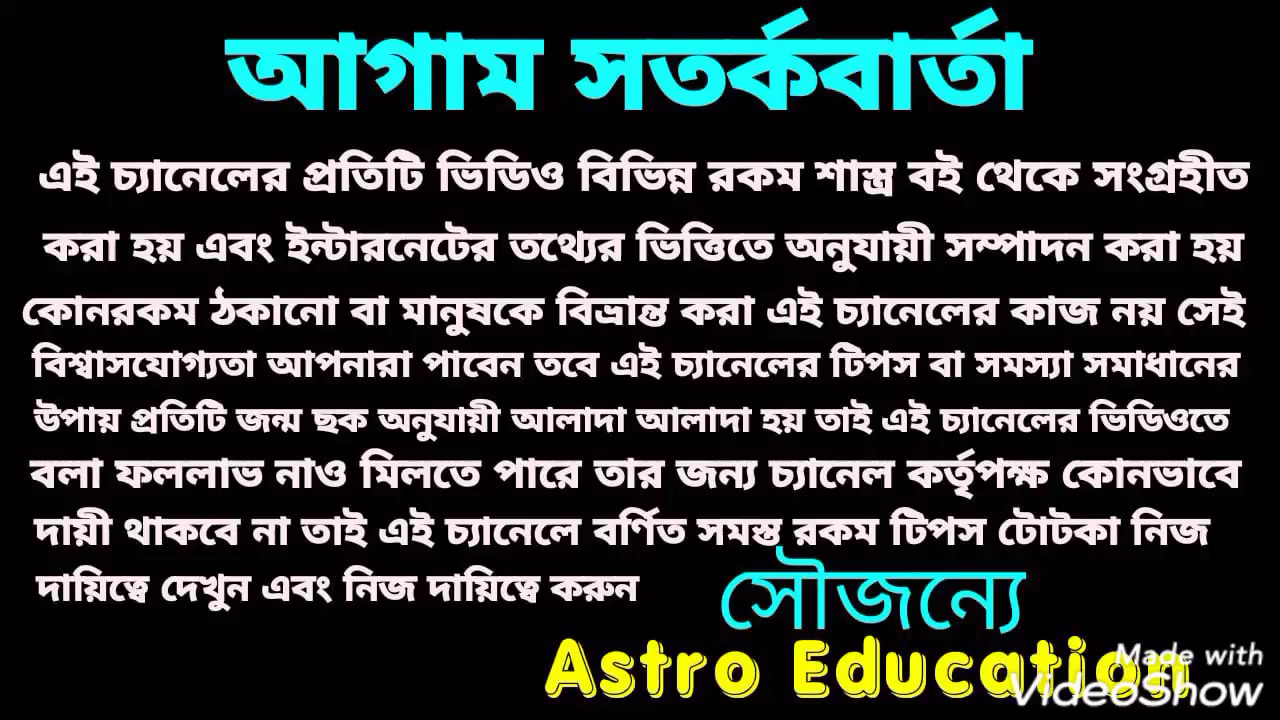 আগাম সতর্কবার্তা
এই চ্যানেলের প্রতিটি ভিডিও বিভিন্ন রকম শাস্ত্র বই থেকে সংগ্রহীত
করা হয় এবং ইন্টারনেটের তথ্যের ভিত্তিতে অনুযায়ী সম্পাদন করা হয়
কোনরকম ঠকানো বা মানুষকে বিভ্রান্ত করা এই চ্যানেলের কাজ নয় সেই
বিশ্বাসযোগ্যতা আপনারা পাবেন তবে এই চ্যানেলের টিপস বা সমস্যা সমাধানের
উপায় প্রতিটি জন্ম ছক অনুযায়ী আলাদা আলাদা হয় তাই এই চ্যানেলের ভিডিওতে
বলা ফললাভ নাও মিলতে পারে তার জন্য চ্যানেল কর্তৃপক্ষ কোনভাবে
দায়ী থাকবে না তাই এই চ্যানেলে বর্ণিত সমস্ত রকম টিপস টোটকা নিজ
দায়িত্বে দেখুন এবং নিজ দায়িত্বে করুন
সৌজন্যে
Astro Education
Made with
VideoShow